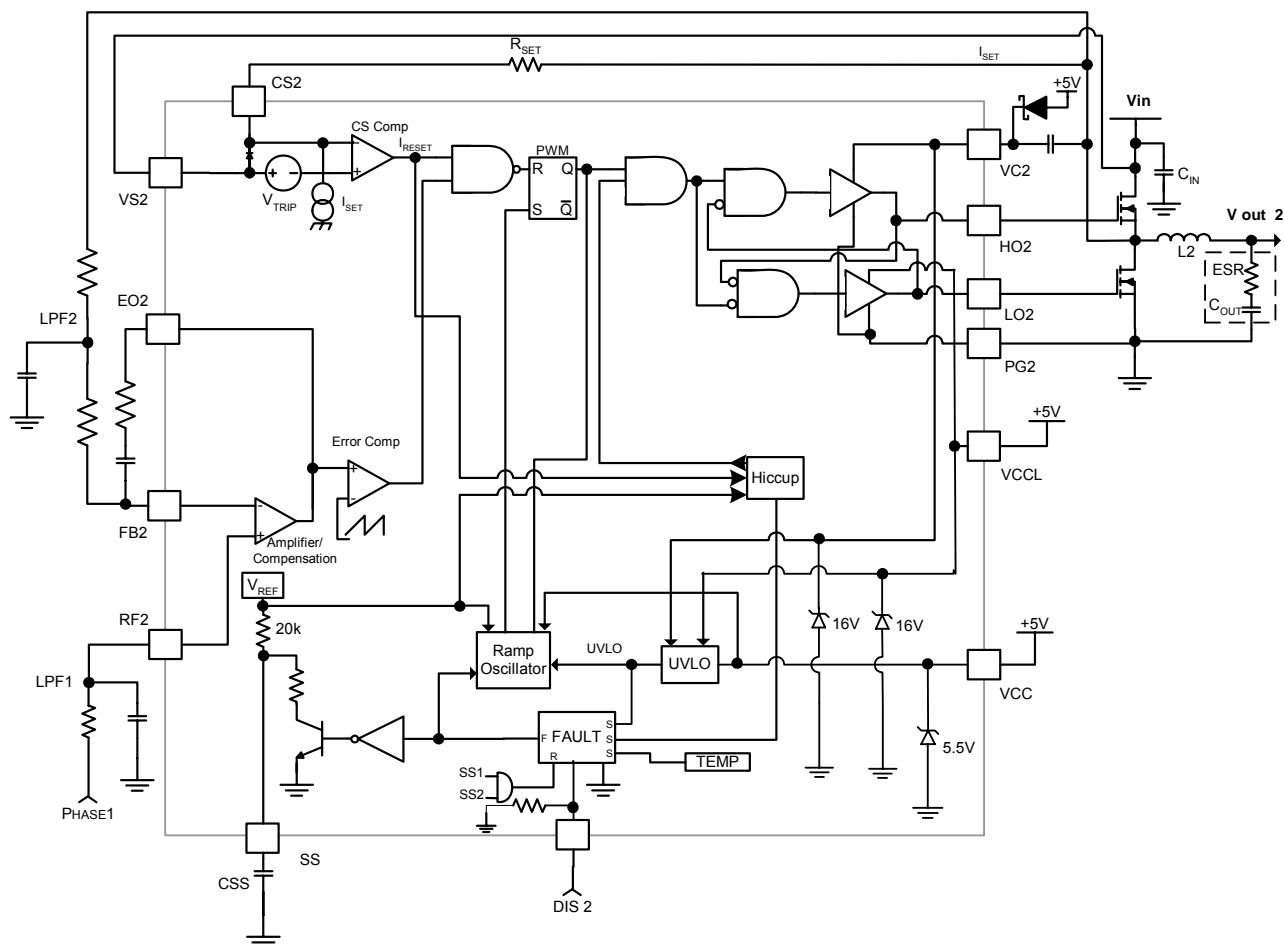 RSET
ISET
CS2
+5V
Vin
CS Comp
IRESET
PWM
R
Q
S
Q
VS2
+
-
-
+
VTRIP
ISET
VC2
CIN
HO2
V out 2
L2
ESR
COUT
LO2
PG2
EO2
LPF2
Error Comp
+
-
+5V
VCCL
Hiccup
FB2
-
+
Amplifier/
Compensation
VREF
20k
RF2
LPF1
PHASE1
Ramp
Oscillator
UVLO
UVLO
16V
16V
+5V
VCC
5.5V
F
FAULT
S
S
S
R
TEMP
SS1
SS2
SS
CSS
DIS 2